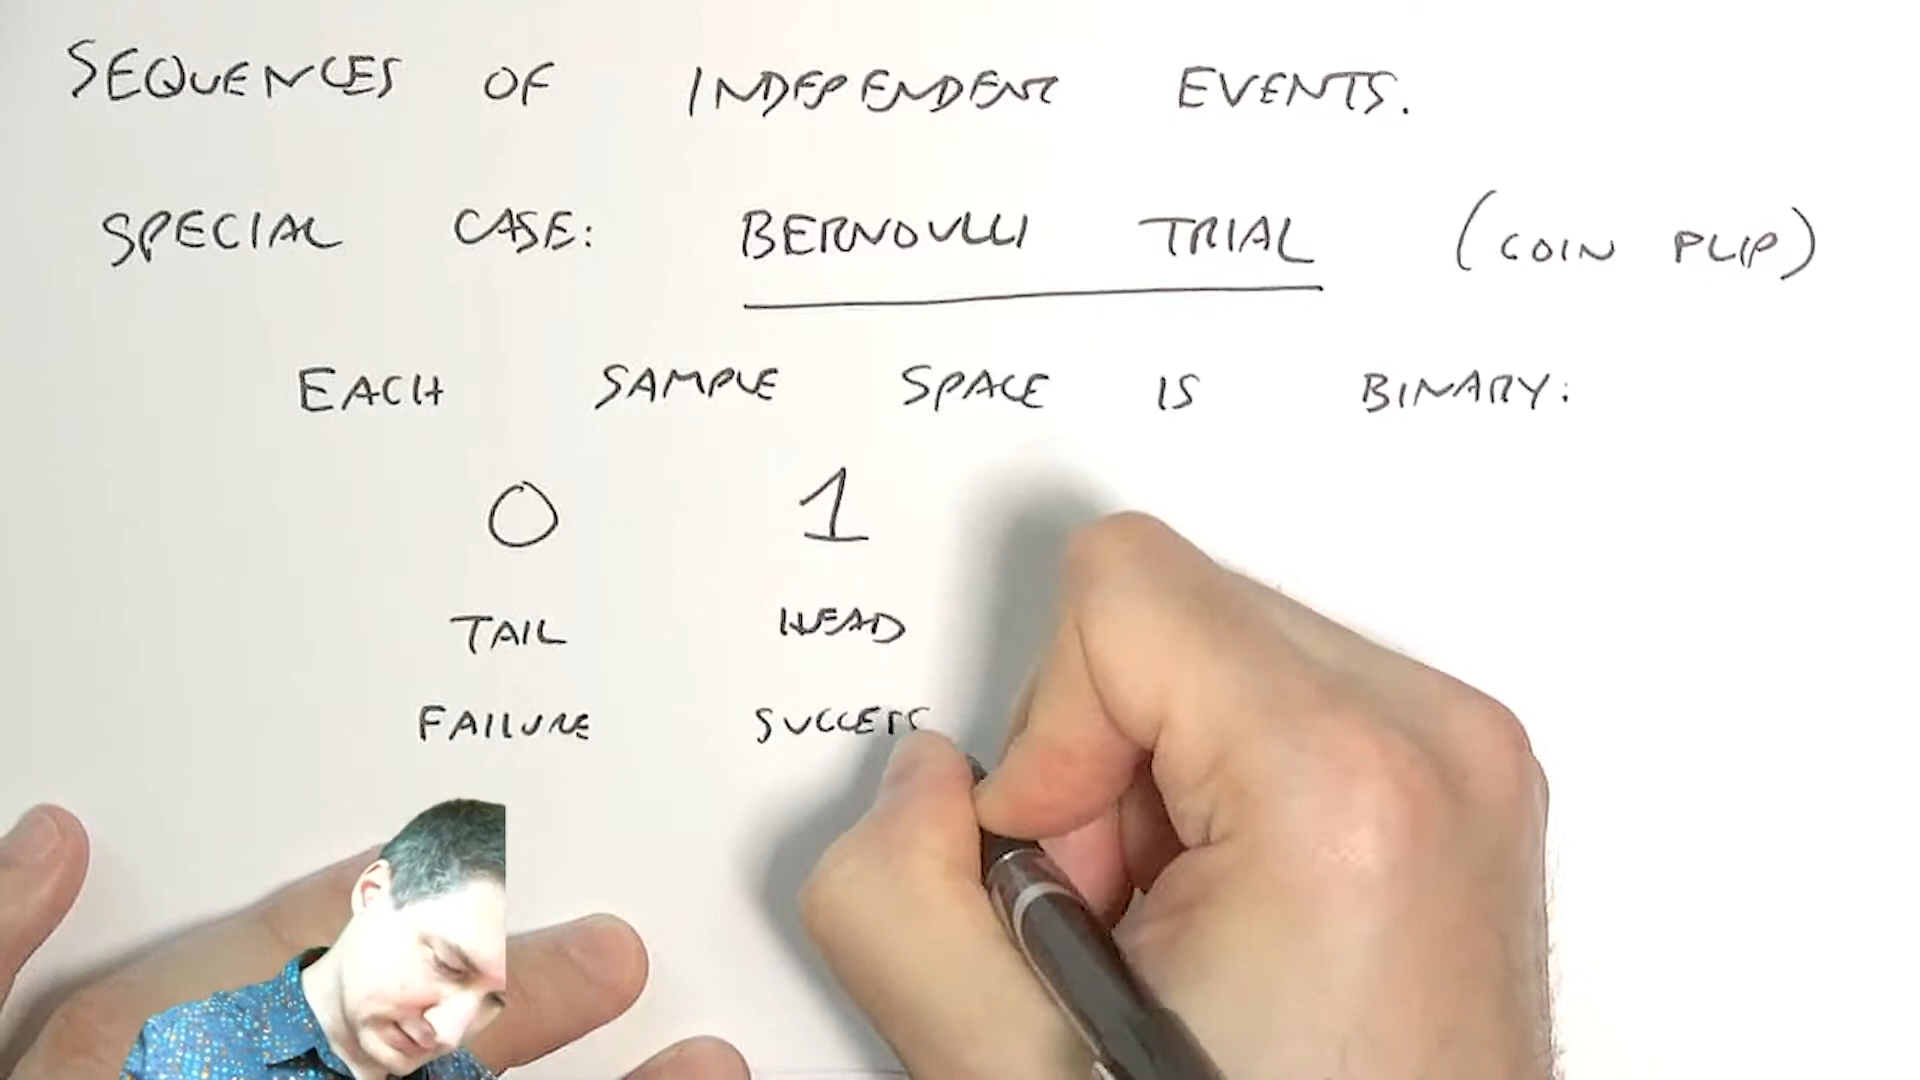 SEQUENCES OF INDEPENDENT EVENTS.
SPECIAL CASE: BERNOULLI TRIAL (COIN FLIP)
EACH SAMPLE SPACE IS BINARY:
0 1
TAIL HEAD
FAILURE SUCCESS